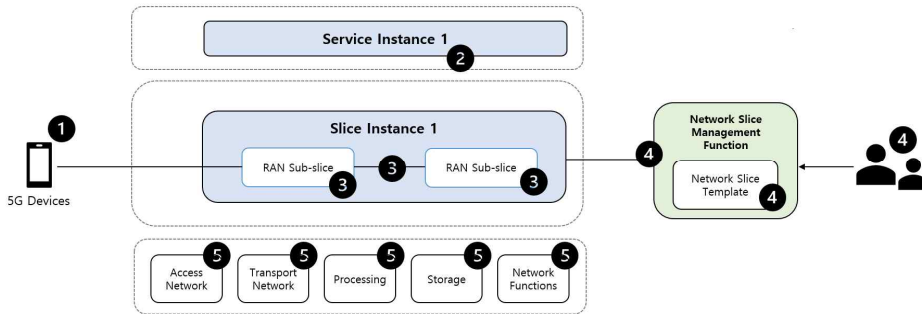 Service Instance 1
2
1
5G Devices
Slice Instance 1
RAN Sub-slice
3
3
RAN Sub-slice
3
4
Network Slice
Management
Function
Network Slice
Template
4
4
5
Access
Network
5
Transport
Network
5
Processing
5
Storage
5
Network
Functions